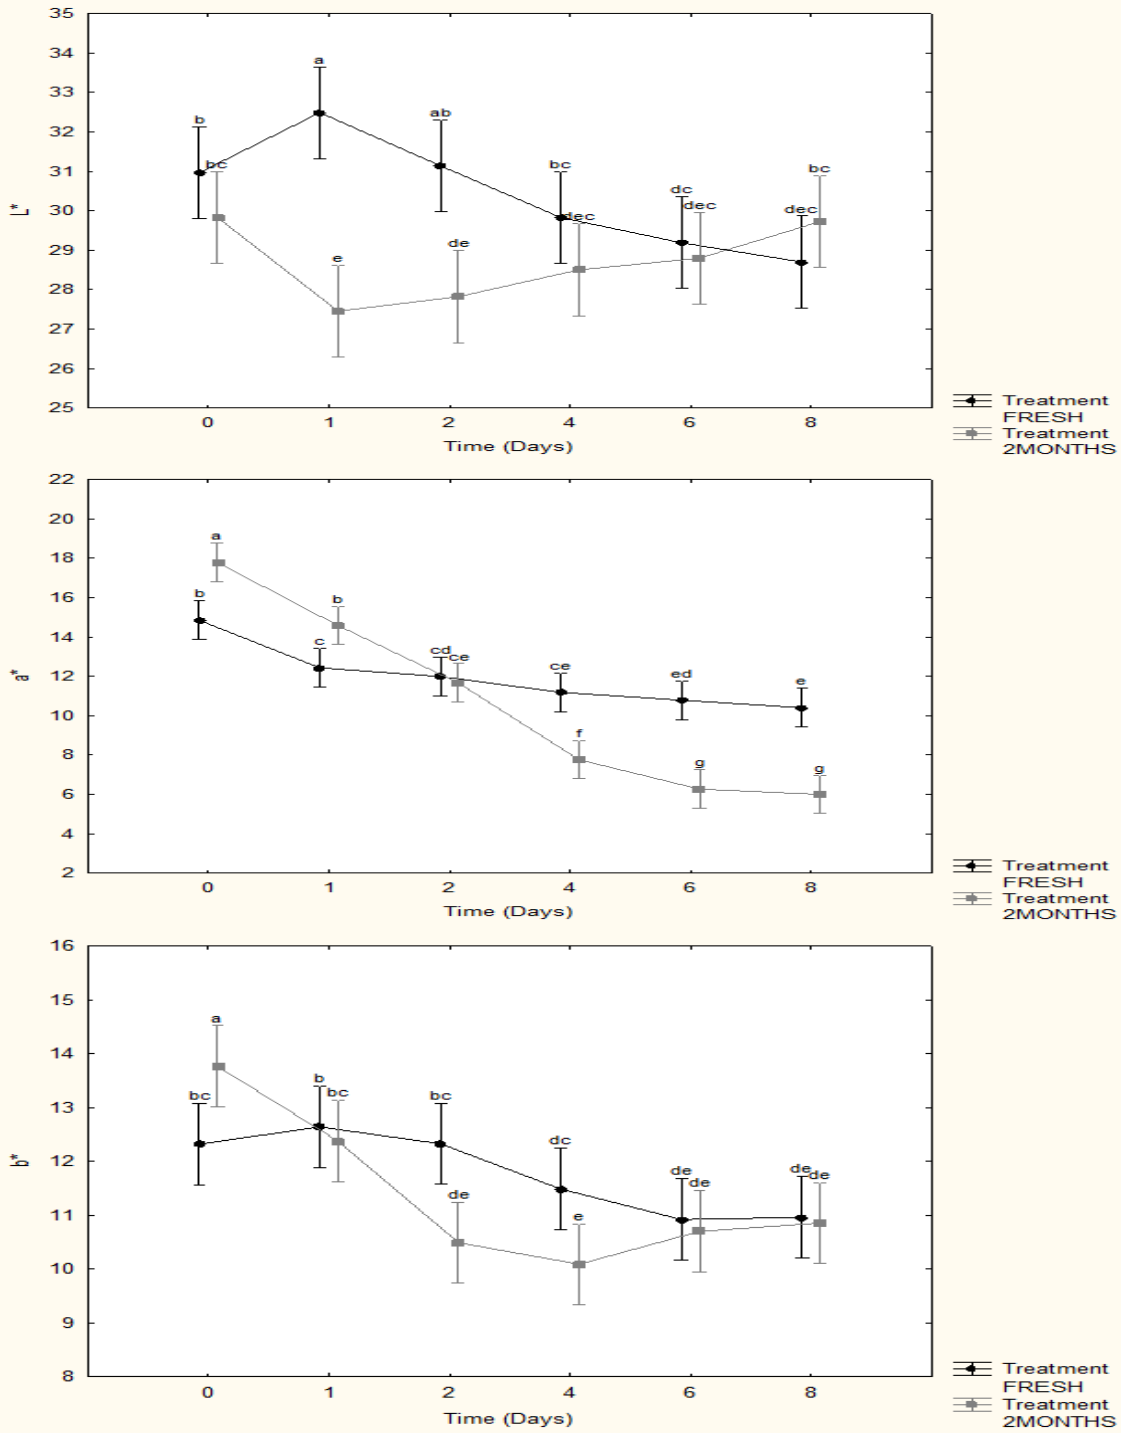 35
34
33
32
31
30
29
28
27
26
25
L*
b
a
ab
bc
dc
dec
bc
e
de
dec
dec
bc
0 1 2 4 6 8
Time (Days)
Treatment
FRESH
Treatment
2MONTHS
22
20
18
16
14
12
10
8
6
4
2
a*
a
b
b
c
cd
ce
ce
ed
e
f
g
g
0 1 2 4 6 8
Time (Days)
Treatment
FRESH
Treatment
2MONTHS
16
15
14
13
12
11
10
9
8
b*
a
bc
b
bc
bc
dc
de
de
de
e
de
de
0 1 2 4 6 8
Time (Days)
Treatment
FRESH
Treatment
2MONTHS